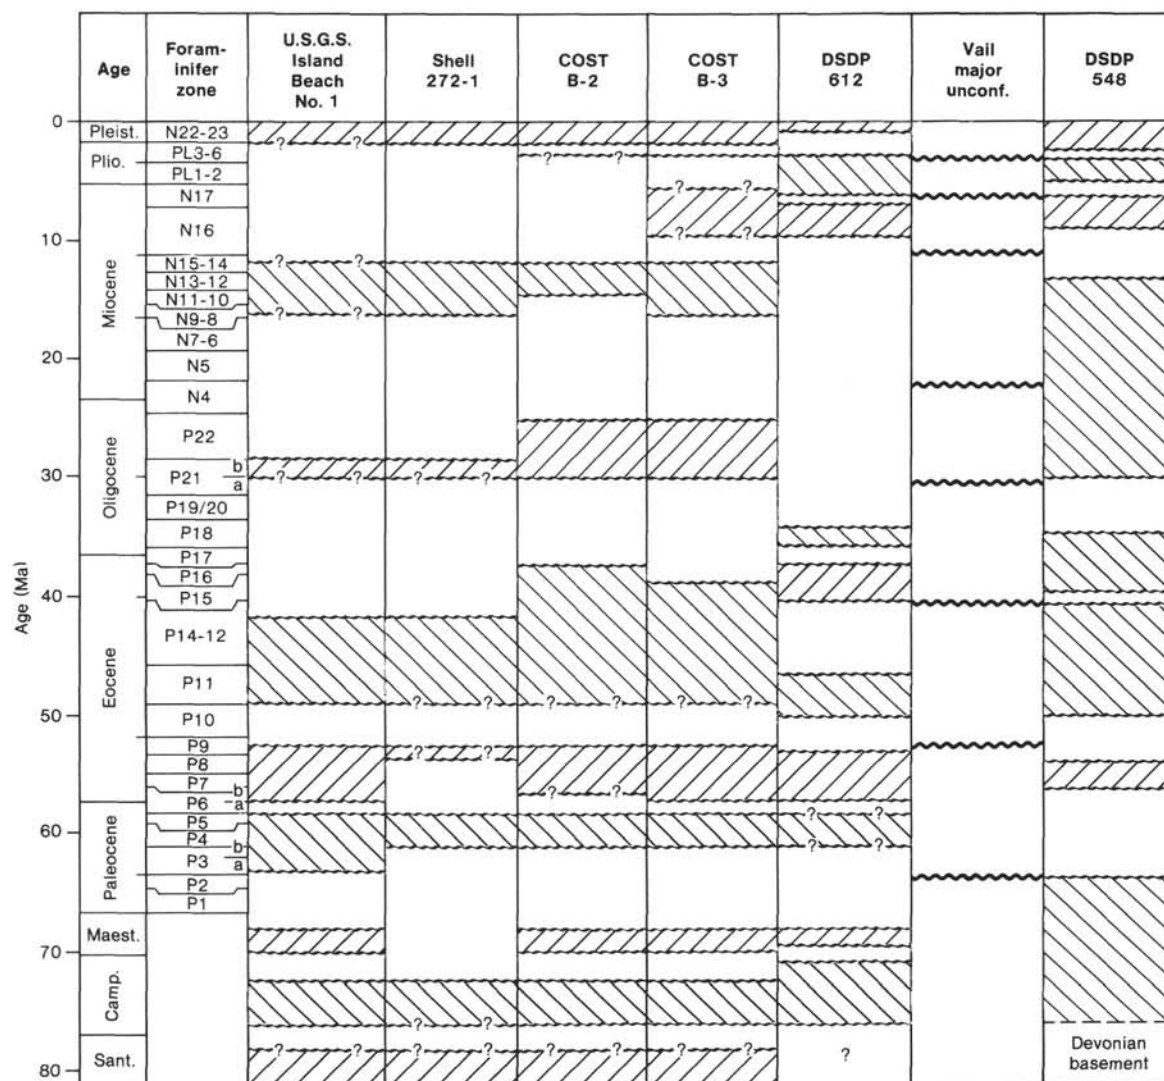 Age
Foram-
inifer
zone
U.S.G.S.
Island
Beach
No. 1
Shell
272-1
COST
B-2
COST
B-3
DSDP
612
Vail
major
unconf.
DSDP
548
0
Pleist. N22-23
? ?
Plio. PL3-6
? ?
PL1-2
N17
? ?
N16
? ?
10
Miocene
N15-14
? ?
N13-12
N11-10
N9-8
? ?
N7-6
20
N5
N4
Oligocene
P22
P21 b
a
? ? ? ?
30
P19/20
P18
Eocene
P17
P16
P15
40
Age (Ma)
P14-12
P11
? ? ? ? ? ?
P10
50
P9
? ?
P8
P7
b
? ?
P6 a
Paleocene
P5
? ?
P4
b
? ?
60
P3 a
P2
P1
Maest.
70
Camp.
? ?
Sant.
? ? ? ? ? ? ? ?
?
Devonian
basement
80